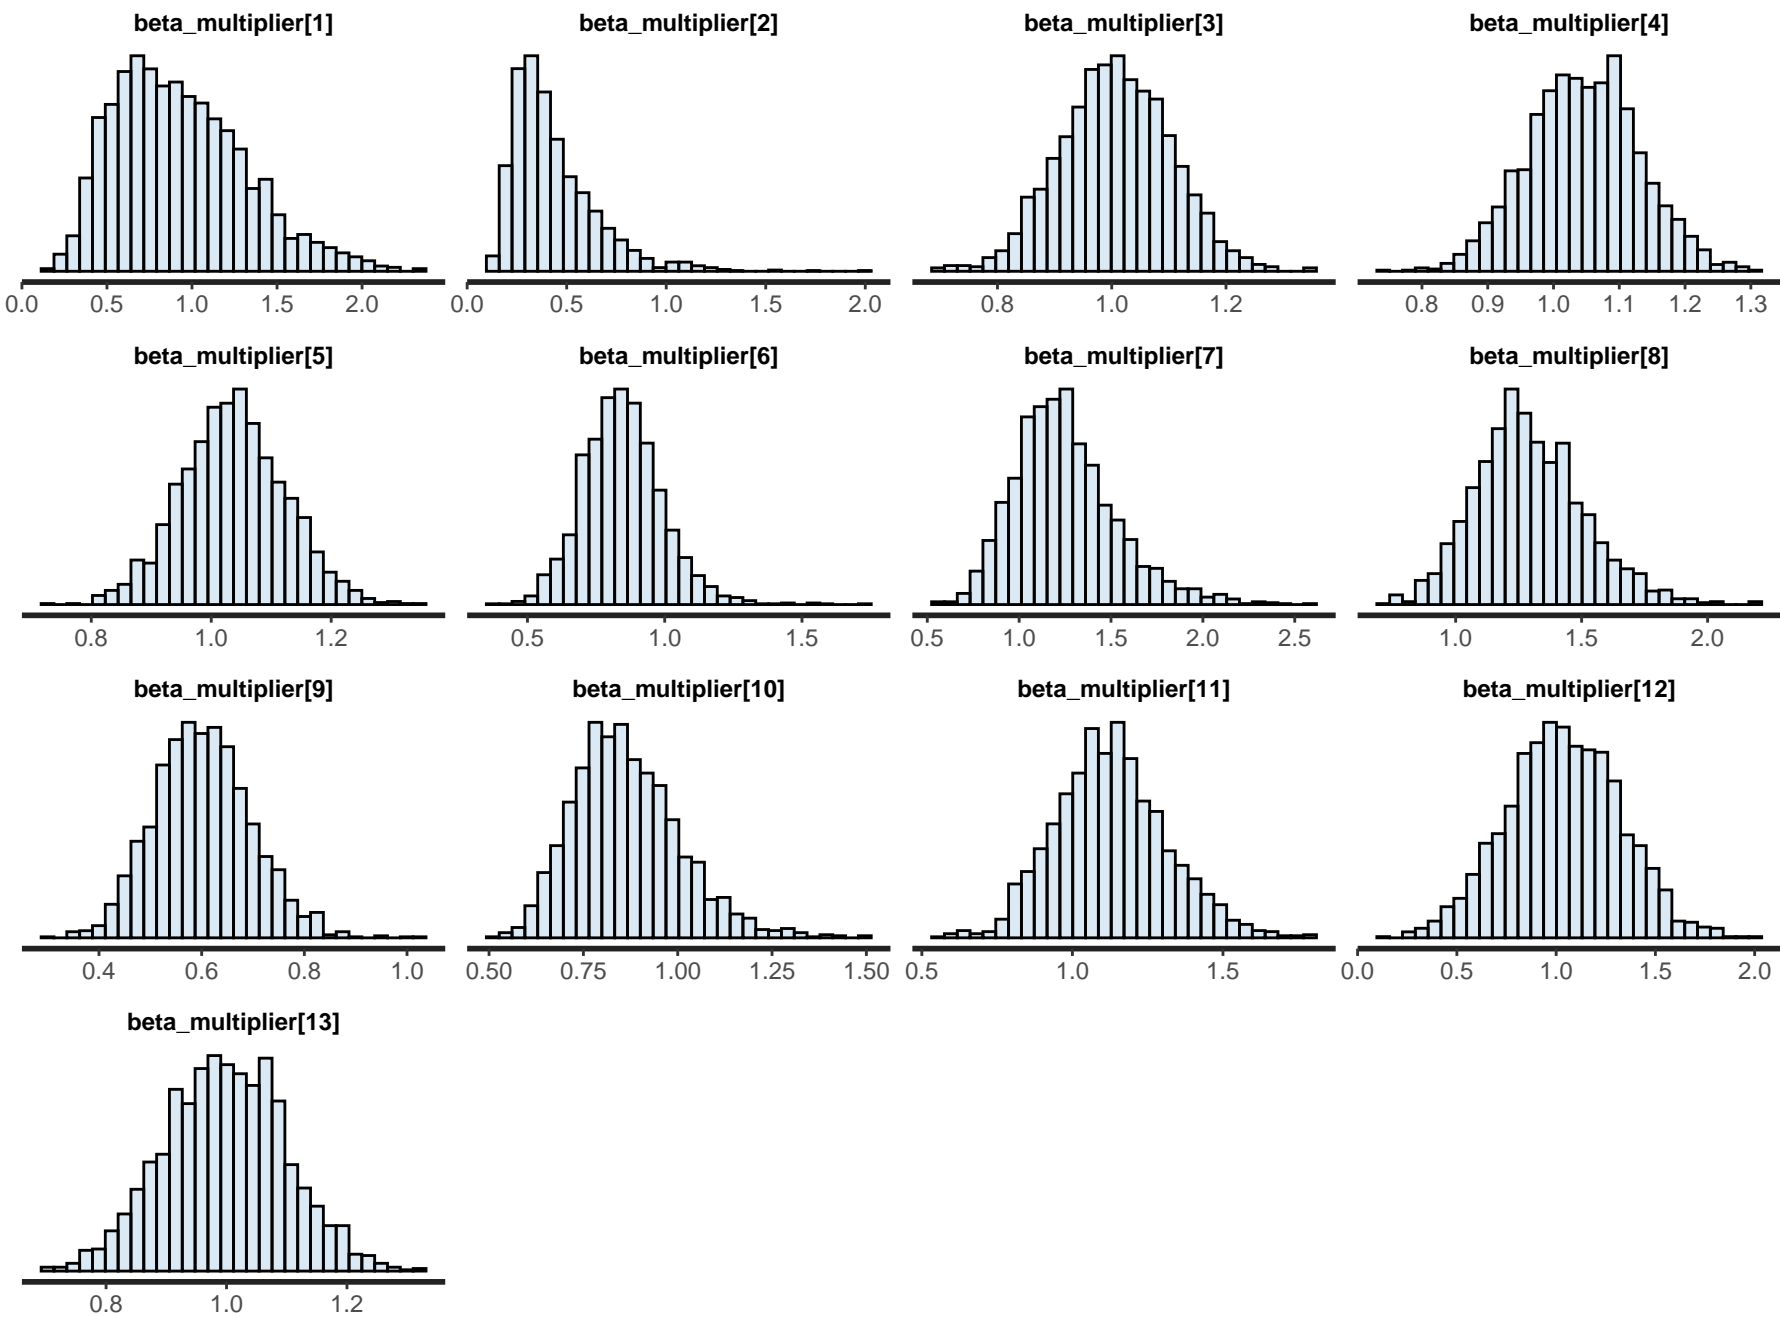 beta_multiplier[1] beta_multiplier[2] beta_multiplier[3] beta_multiplier[4]
0.0 0.5 1.0 1.5 2.0 0.0 0.5 1.0 1.5 2.0 0.8 1.0 1.2 0.8 0.9 1.0 1.1 1.2 1.3
beta_multiplier[5] beta_multiplier[6] beta_multiplier[7] beta_multiplier[8]
0.8 1.0 1.2 0.5 1.0 1.5 0.5 1.0 1.5 2.0 2.5 1.0 1.5 2.0
beta_multiplier[9] beta_multiplier[10] beta_multiplier[11] beta_multiplier[12]
0.4 0.6 0.8 1.0 0.50 0.75 1.00 1.25 1.50 0.5 1.0 1.5 0.0 0.5 1.0 1.5 2.0
beta_multiplier[13]
0.8 1.0 1.2